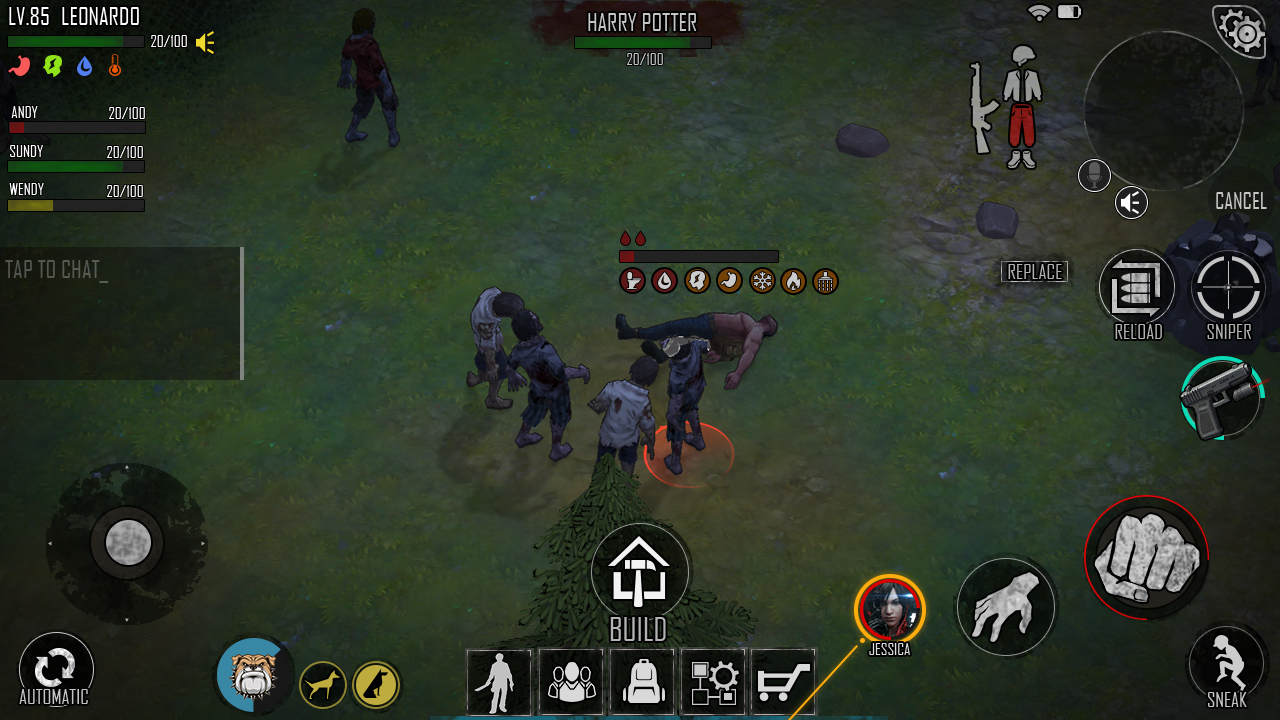 LV.85 LEONARDO
20/100
HARRY POTTER
20/100
ANDY 20/100
SUNDY 20/100
WENDY 20/100
CANCEL
TAP TO CHAT_
REPLACE
RELOAD
SNIPER
BUILD
JESSICA
AUTOMATIC
SNEAK